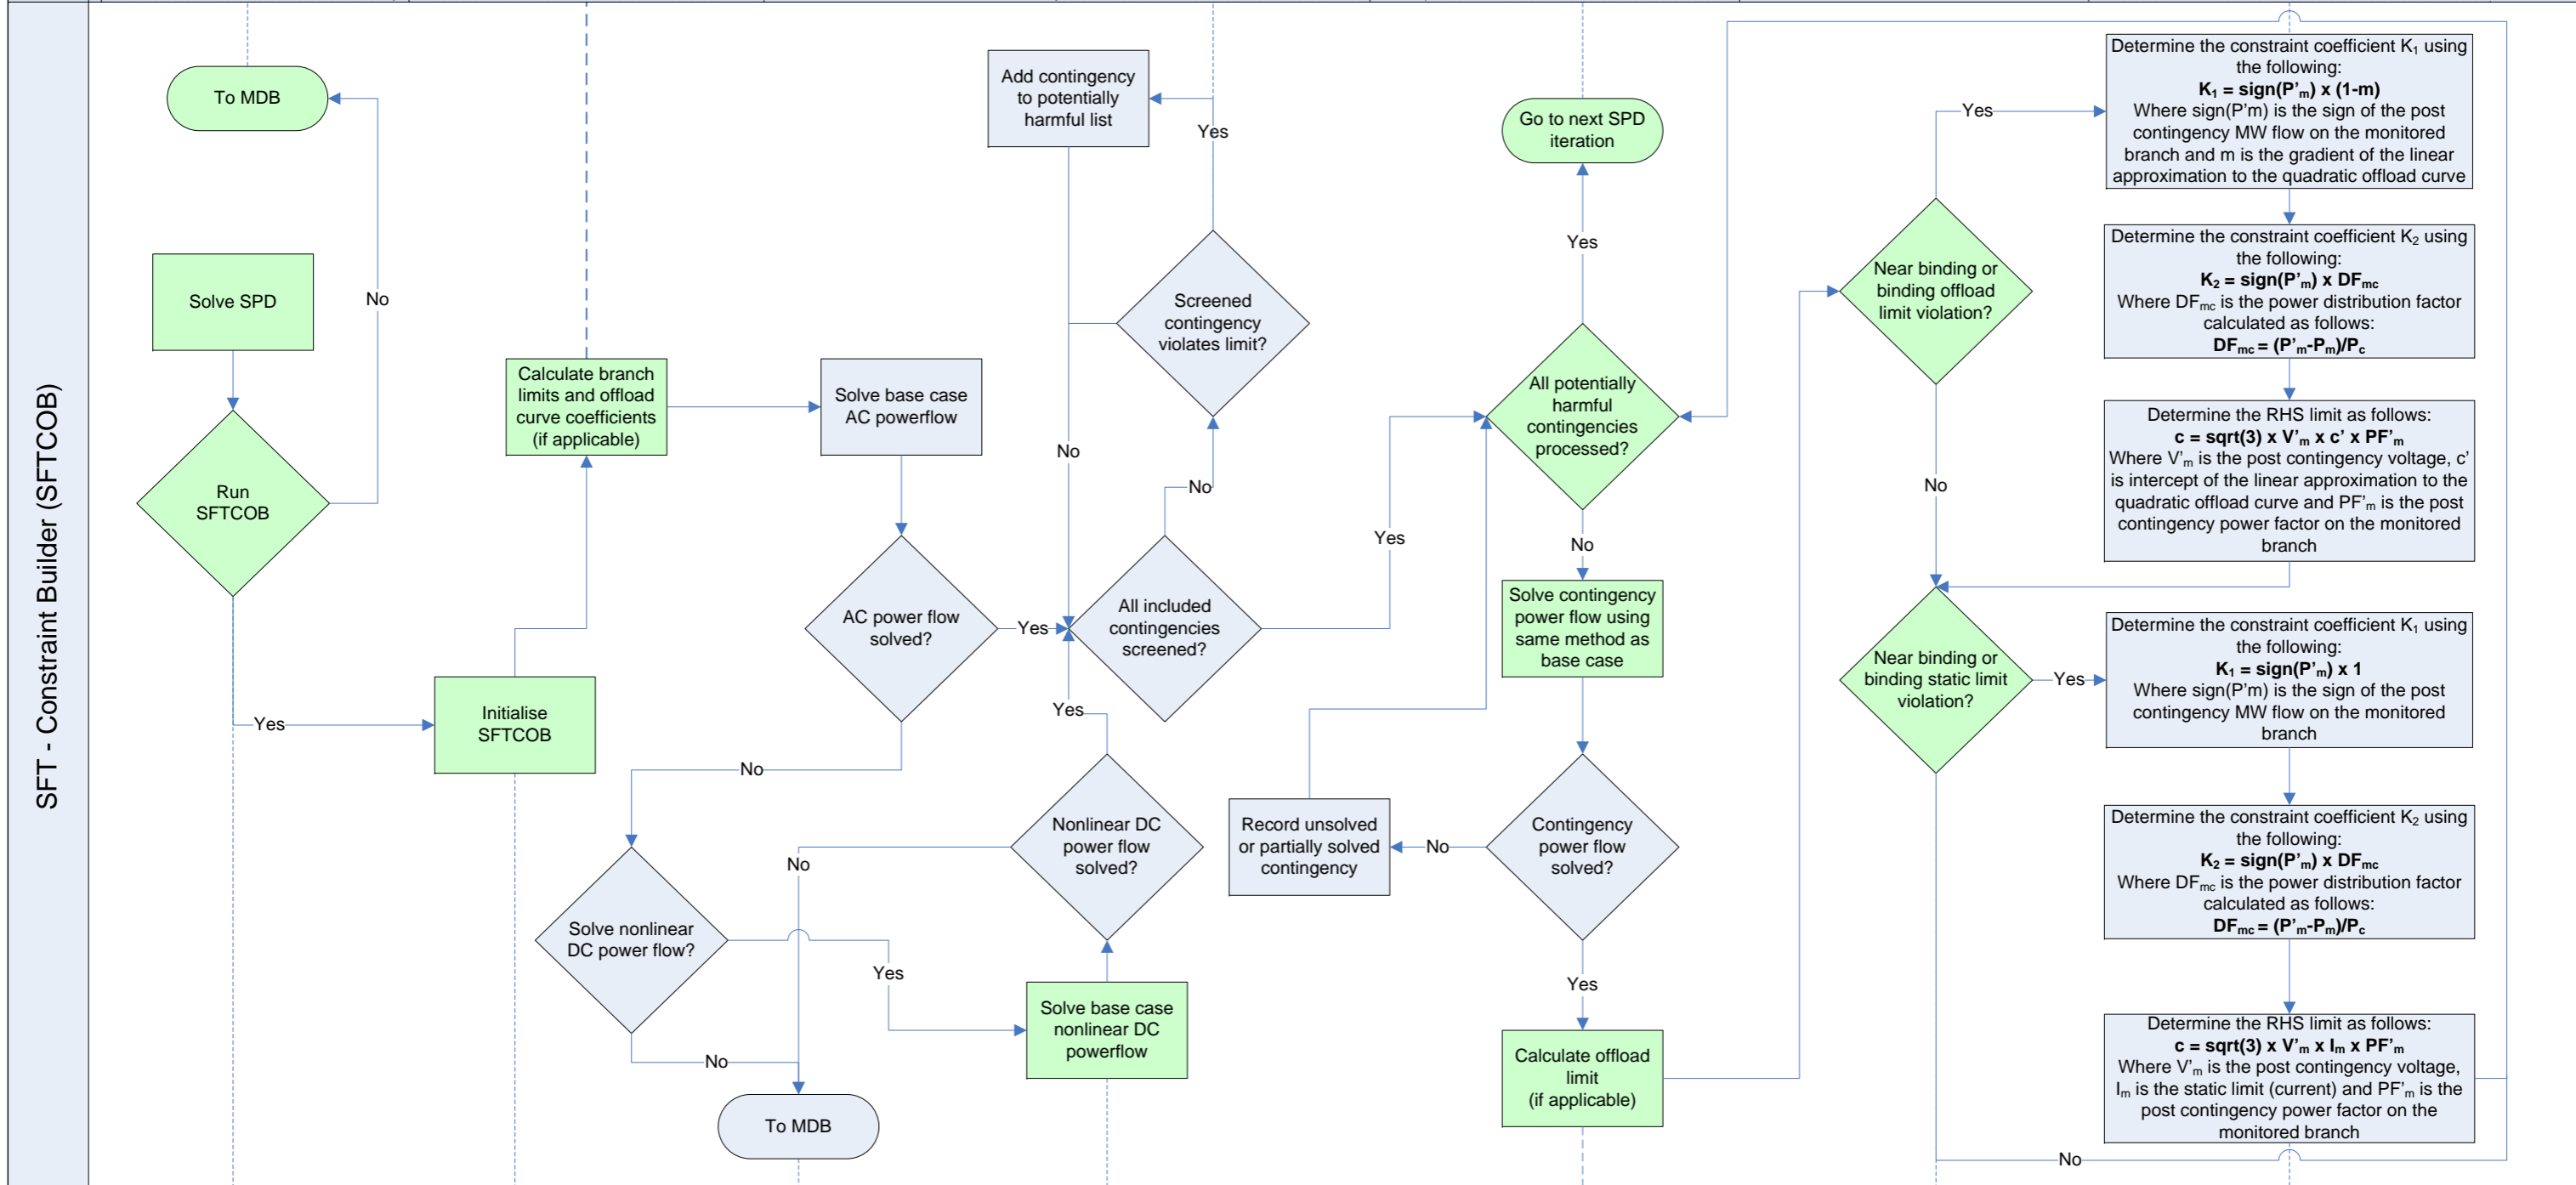 SFT - Constraint Builder (SFTCOB)
To MDB
No
Solve SPD
Run
SFTCOB
Yes
Initialise
SFTCOB
Calculate branch
limits and offload
curve coefficients
(if applicable)
Solve base case
AC powerflow
AC power flow
solved?
Yes
No
Solve nonlinear
DC power flow?
Yes
No
To MDB
No
Solve base case
nonlinear DC
powerflow
Nonlinear DC
power flow
solved?
Yes
Add contingency
to potentially
harmful list
Yes
No
Screened
contingency
violates limit?
No
All included
contingencies
screened?
Yes
Go to next SPD
iteration
Yes
All potentially
harmful
contingencies
processed?
No
Solve contingency
power flow using
same method as
base case
Contingency
power flow
solved?
No
Record unsolved
or partially solved
contingency
Yes
Calculate offload
limit
(if applicable)
Near binding or
binding offload
limit violation?
Yes
No
Near binding or
binding static limit
violation?
Yes
No
Determine the constraint coefficient K₁ using
the following:
K₁ = sign(P'ₘ) x (1-m)
Where sign(P'm) is the sign of the post
contingency MW flow on the monitored
branch and m is the gradient of the linear
approximation to the quadratic offload curve
Determine the constraint coefficient K₂ using
the following:
K₂ = sign(P'ₘ) x DFmc
Where DFmc is the power distribution factor
calculated as follows:
DFmc = (P'ₘ-Pₘ)/Pc
Determine the RHS limit as follows:
c = sqrt(3) x V'ₘ x c' x PF'ₘ
Where V'ₘ is the post contingency voltage, c'
is intercept of the linear approximation to the
quadratic offload curve and PF'ₘ is the post
contingency power factor on the monitored
branch
Determine the constraint coefficient K₁ using
the following:
K₁ = sign(P'ₘ) x 1
Where sign(P'm) is the sign of the post
contingency MW flow on the monitored
branch
Determine the constraint coefficient K₂ using
the following:
K₂ = sign(P'ₘ) x DFmc
Where DFmc is the power distribution factor
calculated as follows:
DFmc = (P'ₘ-Pₘ)/Pc
Determine the RHS limit as follows:
c = sqrt(3) x V'ₘ x Iₘ x PF'ₘ
Where V'ₘ is the post contingency voltage,
Iₘ is the static limit (current) and PF'ₘ is the
post contingency power factor on the
monitored branch